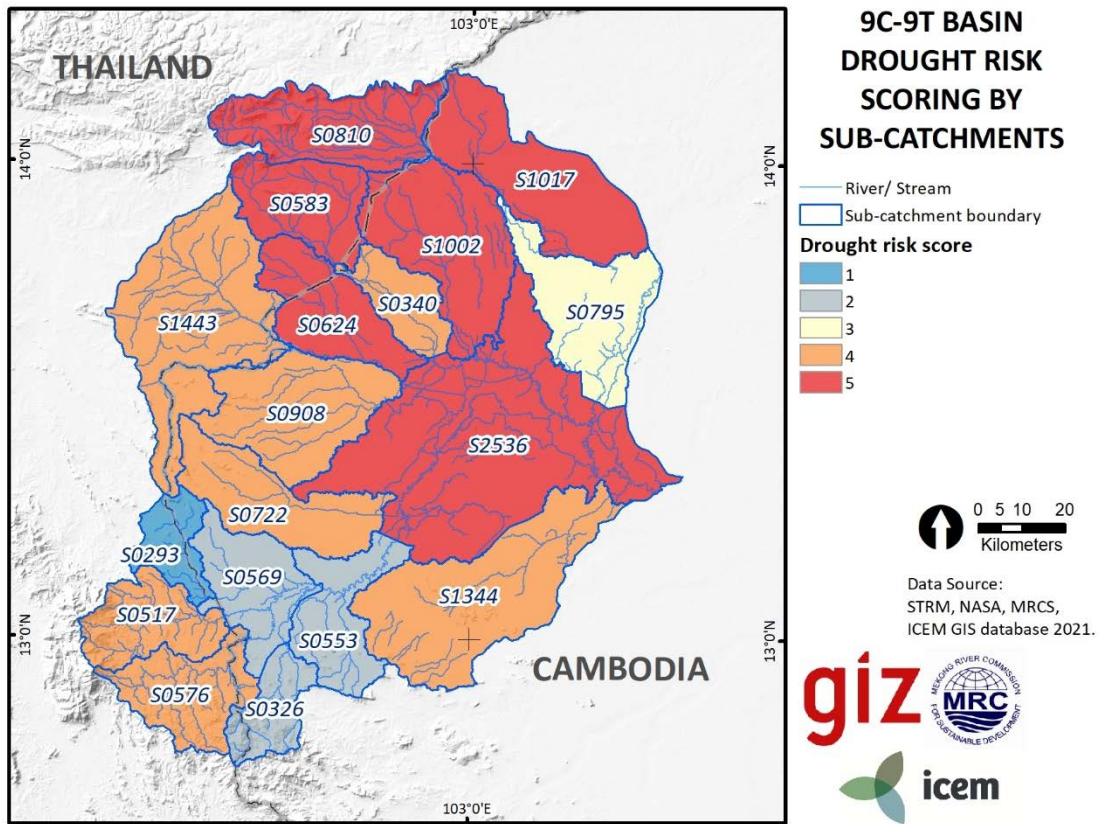 THAILAND
CAMBODIA
103°0'E
103°0'E
14°0'N
14°0'N
13°0'N
13°0'N
S0810
S1017
S0583
S1002
S0340
S0795
S1443
S0624
S0908
S2536
S0722
S0293
S0569
S0517
S1344
S0553
S0576
S0326
9C-9T BASIN
DROUGHT RISK
SCORING BY
SUB-CATCHMENTS
River/ Stream
Sub-catchment boundary
Drought risk score
1
2
3
4
5
0 5 10 20
Kilometers
Data Source:
STRM, NASA, MRCS,
ICEM GIS database 2021.
giz
MEKONG RIVER COMMISSION
MRC
FOR SUSTAINABLE DEVELOPMENT
icem